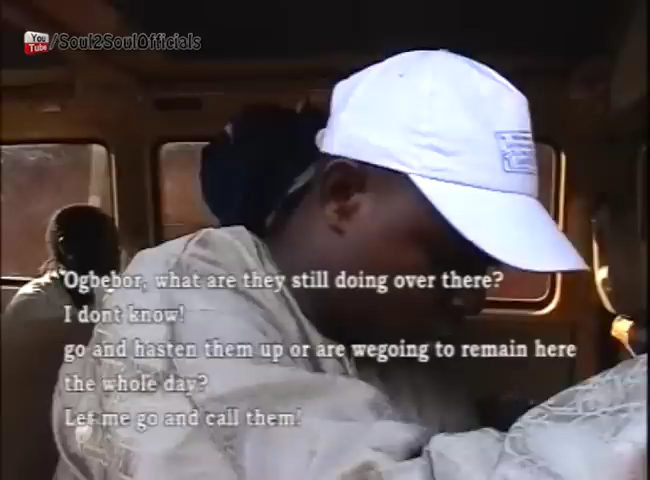 You Tube /Soul2SoulOfficials
'Ogbebor, what are they still doing over there?
I dont know!
go and hasten them up or are wegoing to remain here
the whole day?
Let me go and call them!